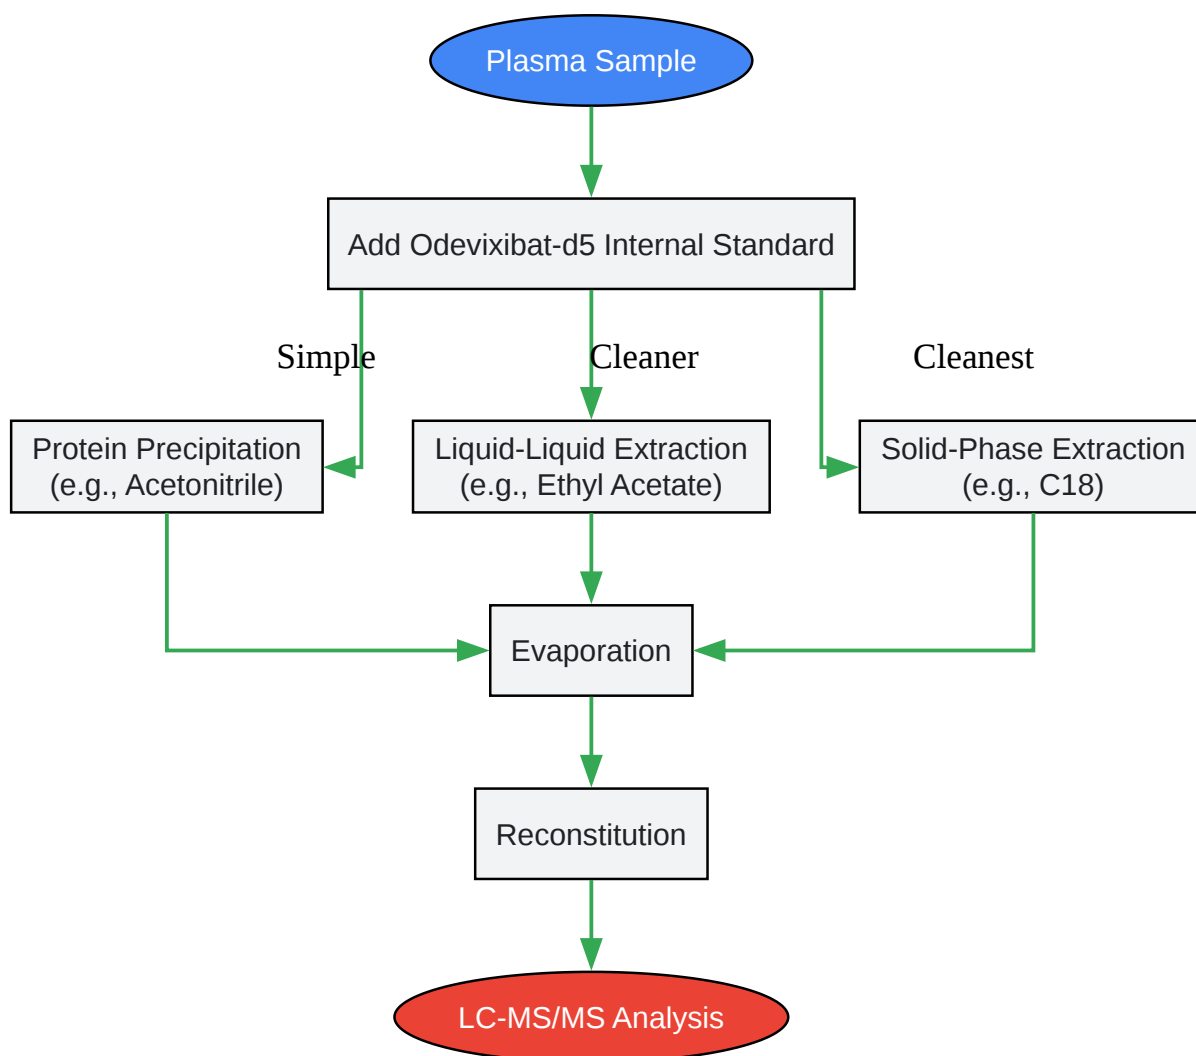 Plasma Sample
Add Odevixibat-d5 Internal Standard
Simple
Cleaner
Cleanest
Protein Precipitation
(e.g., Acetonitrile)
Liquid-Liquid Extraction
(e.g., Ethyl Acetate)
Solid-Phase Extraction
(e.g., C18)
Evaporation
Reconstitution
LC-MS/MS Analysis